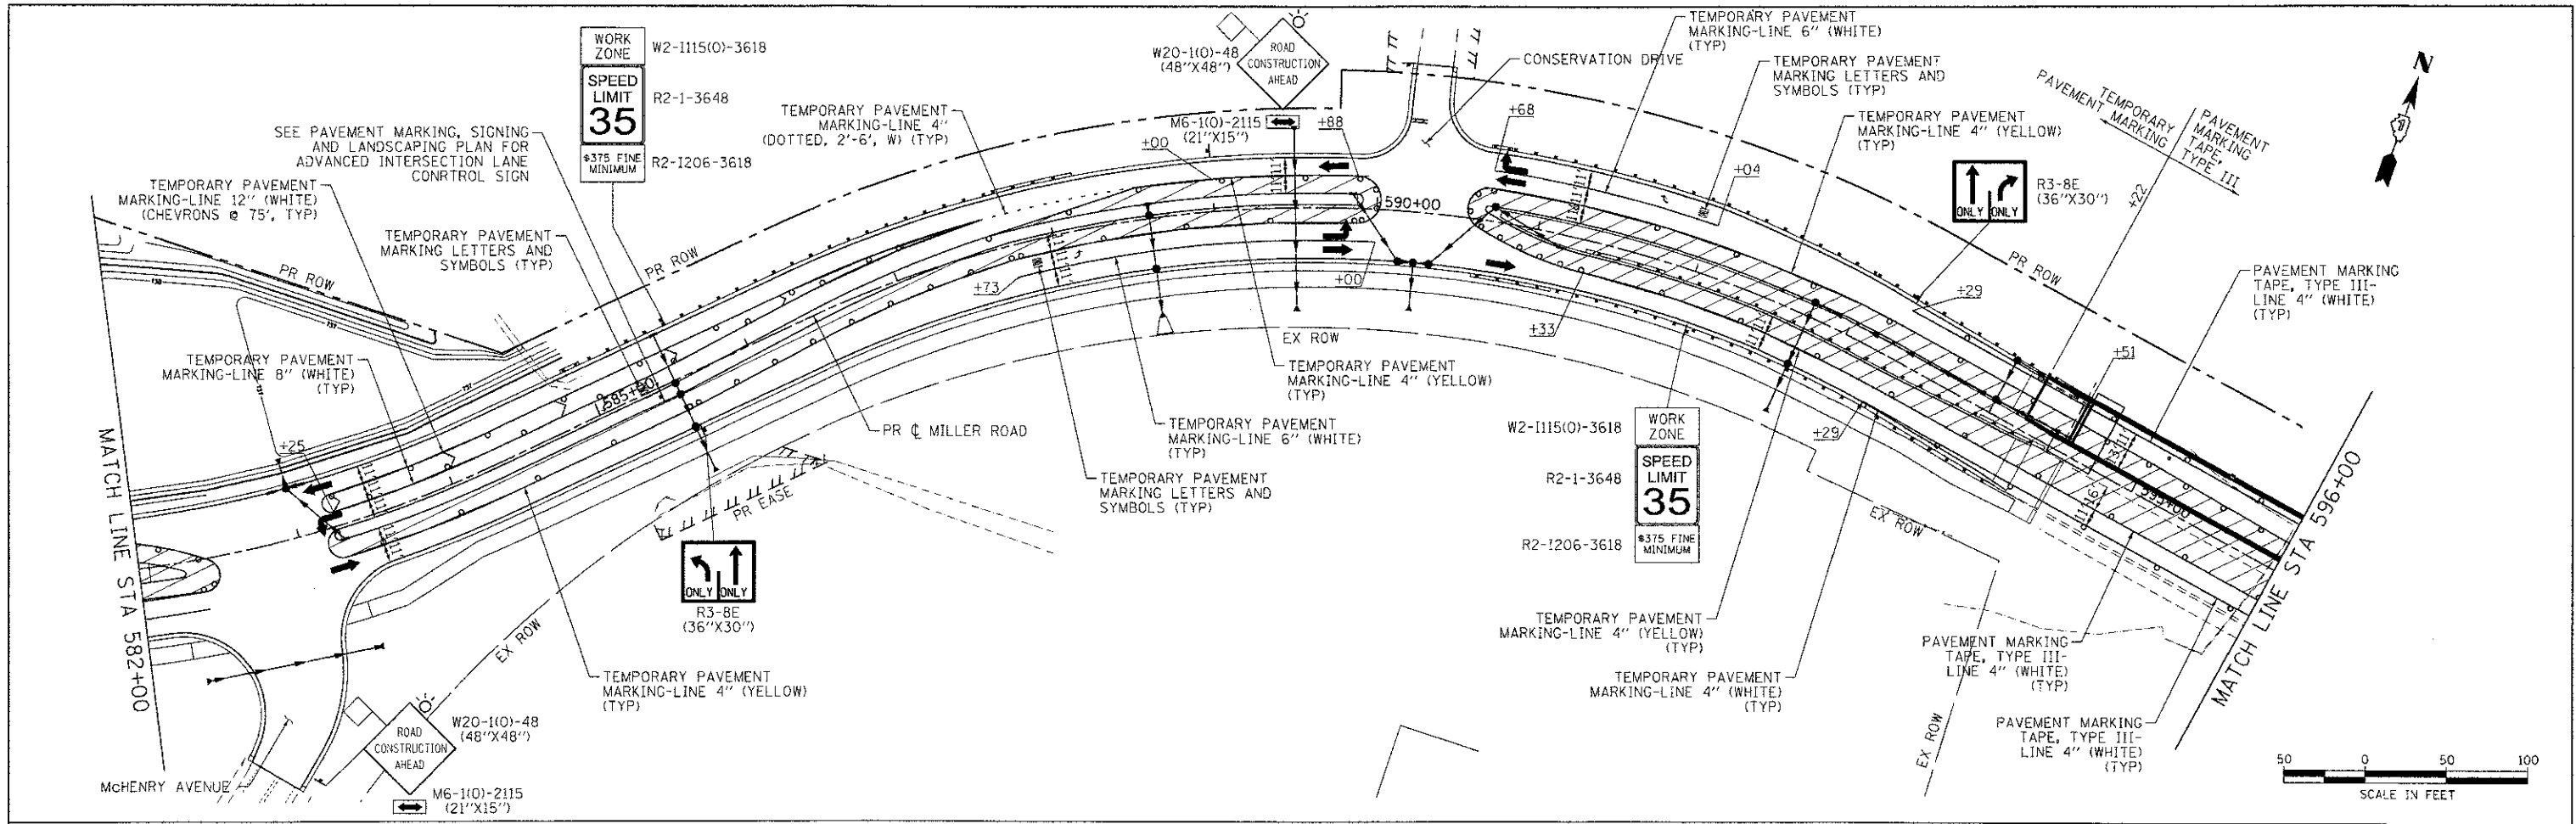 WORK
ZONE
W2-I115(O)-3618
SPEED
LIMIT
35
R2-1-3648
$375 FINE
MINIMUM
R2-I206-3618
SEE PAVEMENT MARKING, SIGNING
AND LANDSCAPING PLAN FOR
ADVANCED INTERSECTION LANE
CONRTROL SIGN
TEMPORARY PAVEMENT
MARKING-LINE 12" (WHITE)
(CHEVRONS @ 75', TYP)
TEMPORARY PAVEMENT
MARKING LETTERS AND
SYMBOLS (TYP)
PR ROW
PR ROW
TEMPORARY PAVEMENT
MARKING-LINE 8" (WHITE)
(TYP)
+25
MATCH LINE STA 582+00
585+00
TEMPORARY PAVEMENT
MARKING-LINE 4"
(DOTTED, 2'-6', W) (TYP)
W20-1(O)-48
(48"X48")
ROAD
CONSTRUCTION
AHEAD
M6-1(O)-2115
(21"X15")
+88
+00
590+00
+73
+00
CONSERVATION DRIVE
TEMPORARY PAVEMENT
MARKING-LINE 6" (WHITE)
(TYP)
TEMPORARY PAVEMENT
MARKING LETTERS AND
SYMBOLS (TYP)
+68
+04
TEMPORARY PAVEMENT
MARKING-LINE 4" (YELLOW)
(TYP)
TEMPORARY
PAVEMENT MARKING
PAVEMENT
MARKING
TAPE,
TYPE III
+22
N
ONLY
ONLY
R3-8E
(36"X30")
PR ROW
+29
PAVEMENT MARKING
TAPE, TYPE III-
LINE 4" (WHITE)
(TYP)
+51
+33
EX ROW
TEMPORARY PAVEMENT
MARKING-LINE 4" (YELLOW)
(TYP)
TEMPORARY PAVEMENT
MARKING-LINE 6" (WHITE)
(TYP)
TEMPORARY PAVEMENT
MARKING LETTERS AND
SYMBOLS (TYP)
PR ℄ MILLER ROAD
PR EASE
ONLY
ONLY
R3-8E
(36"X30")
EX ROW
TEMPORARY PAVEMENT
MARKING-LINE 4" (YELLOW)
(TYP)
W20-1(O)-48
(48"X48")
ROAD
CONSTRUCTION
AHEAD
M6-1(O)-2115
(21"X15")
McHENRY AVENUE
W2-I115(O)-3618
WORK
ZONE
R2-1-3648
SPEED
LIMIT
35
R2-I206-3618
$375 FINE
MINIMUM
+29
TEMPORARY PAVEMENT
MARKING-LINE 4" (YELLOW)
(TYP)
TEMPORARY PAVEMENT
MARKING-LINE 4" (WHITE)
(TYP)
EX ROW
EX ROW
595+00
PAVEMENT MARKING
TAPE, TYPE III-
LINE 4" (WHITE)
(TYP)
PAVEMENT MARKING
TAPE, TYPE III-
LINE 4" (WHITE)
(TYP)
MATCH LINE STA 596+00
50 0 50 100
SCALE IN FEET